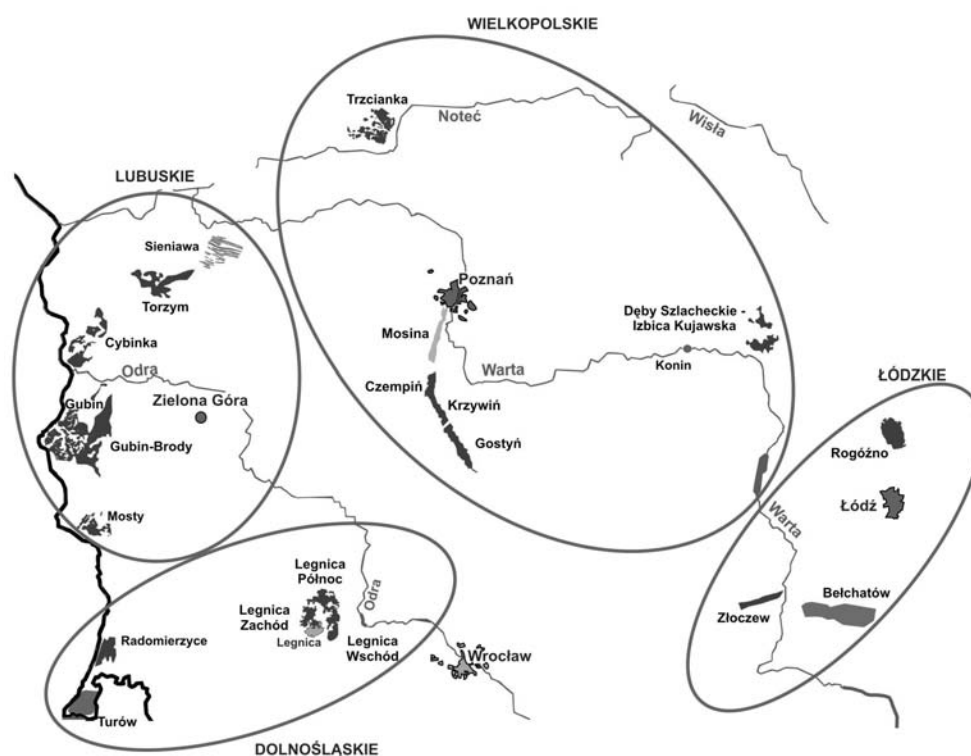 WIELKOPOLSKIE
Trzcianka
Noteć
Wisła
LUBUSKIE
Sieniawa
Torzym
Poznań
Mosina
Dęby Szlacheckie -
Izbica Kujawska
Cybinka
Odra
Warta
Konin
Czempiń
Krzywiń
Gostyń
Gubin
Zielona Góra
Gubin-Brody
ŁÓDZKIE
Rogóźno
Łódź
Mosty
Warta
Legnica
Północ
Odra
Legnica
Zachód
Legnica
Legnica
Wschód
Złoczew
Bełchatów
Radomierzyce
Wrocław
Turów
DOLNOŚLĄSKIE